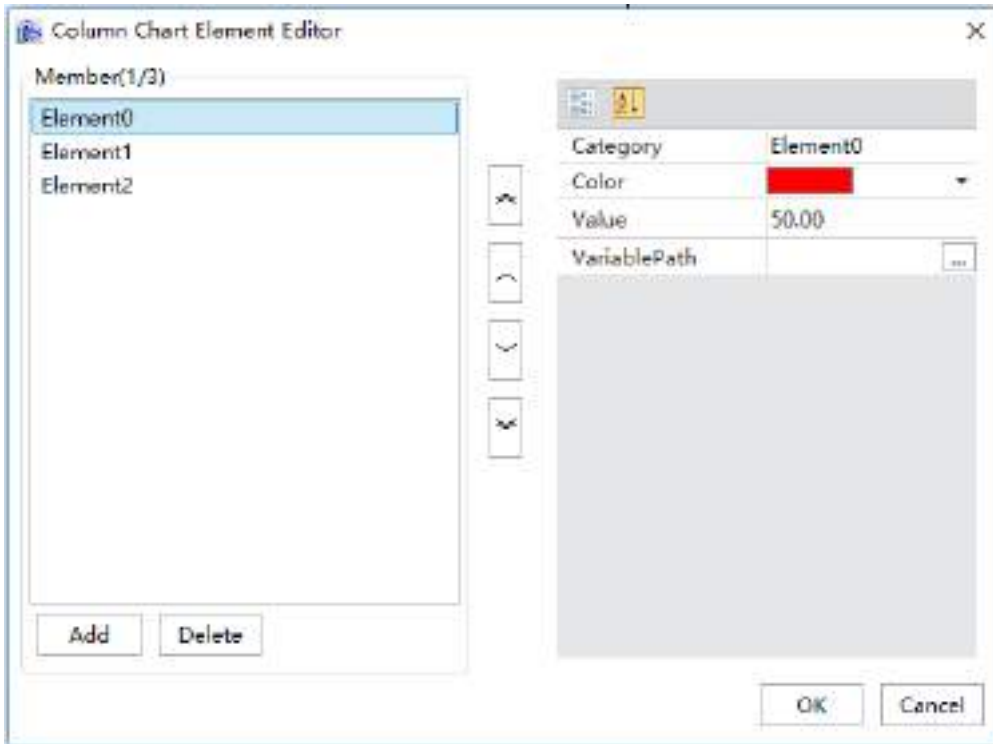 Column Chart Element Editor
Member(1/3)
Element0
Element1
Element2
Add Delete
Category Element0
Color
Value 50.00
VariablePath ...
OK Cancel